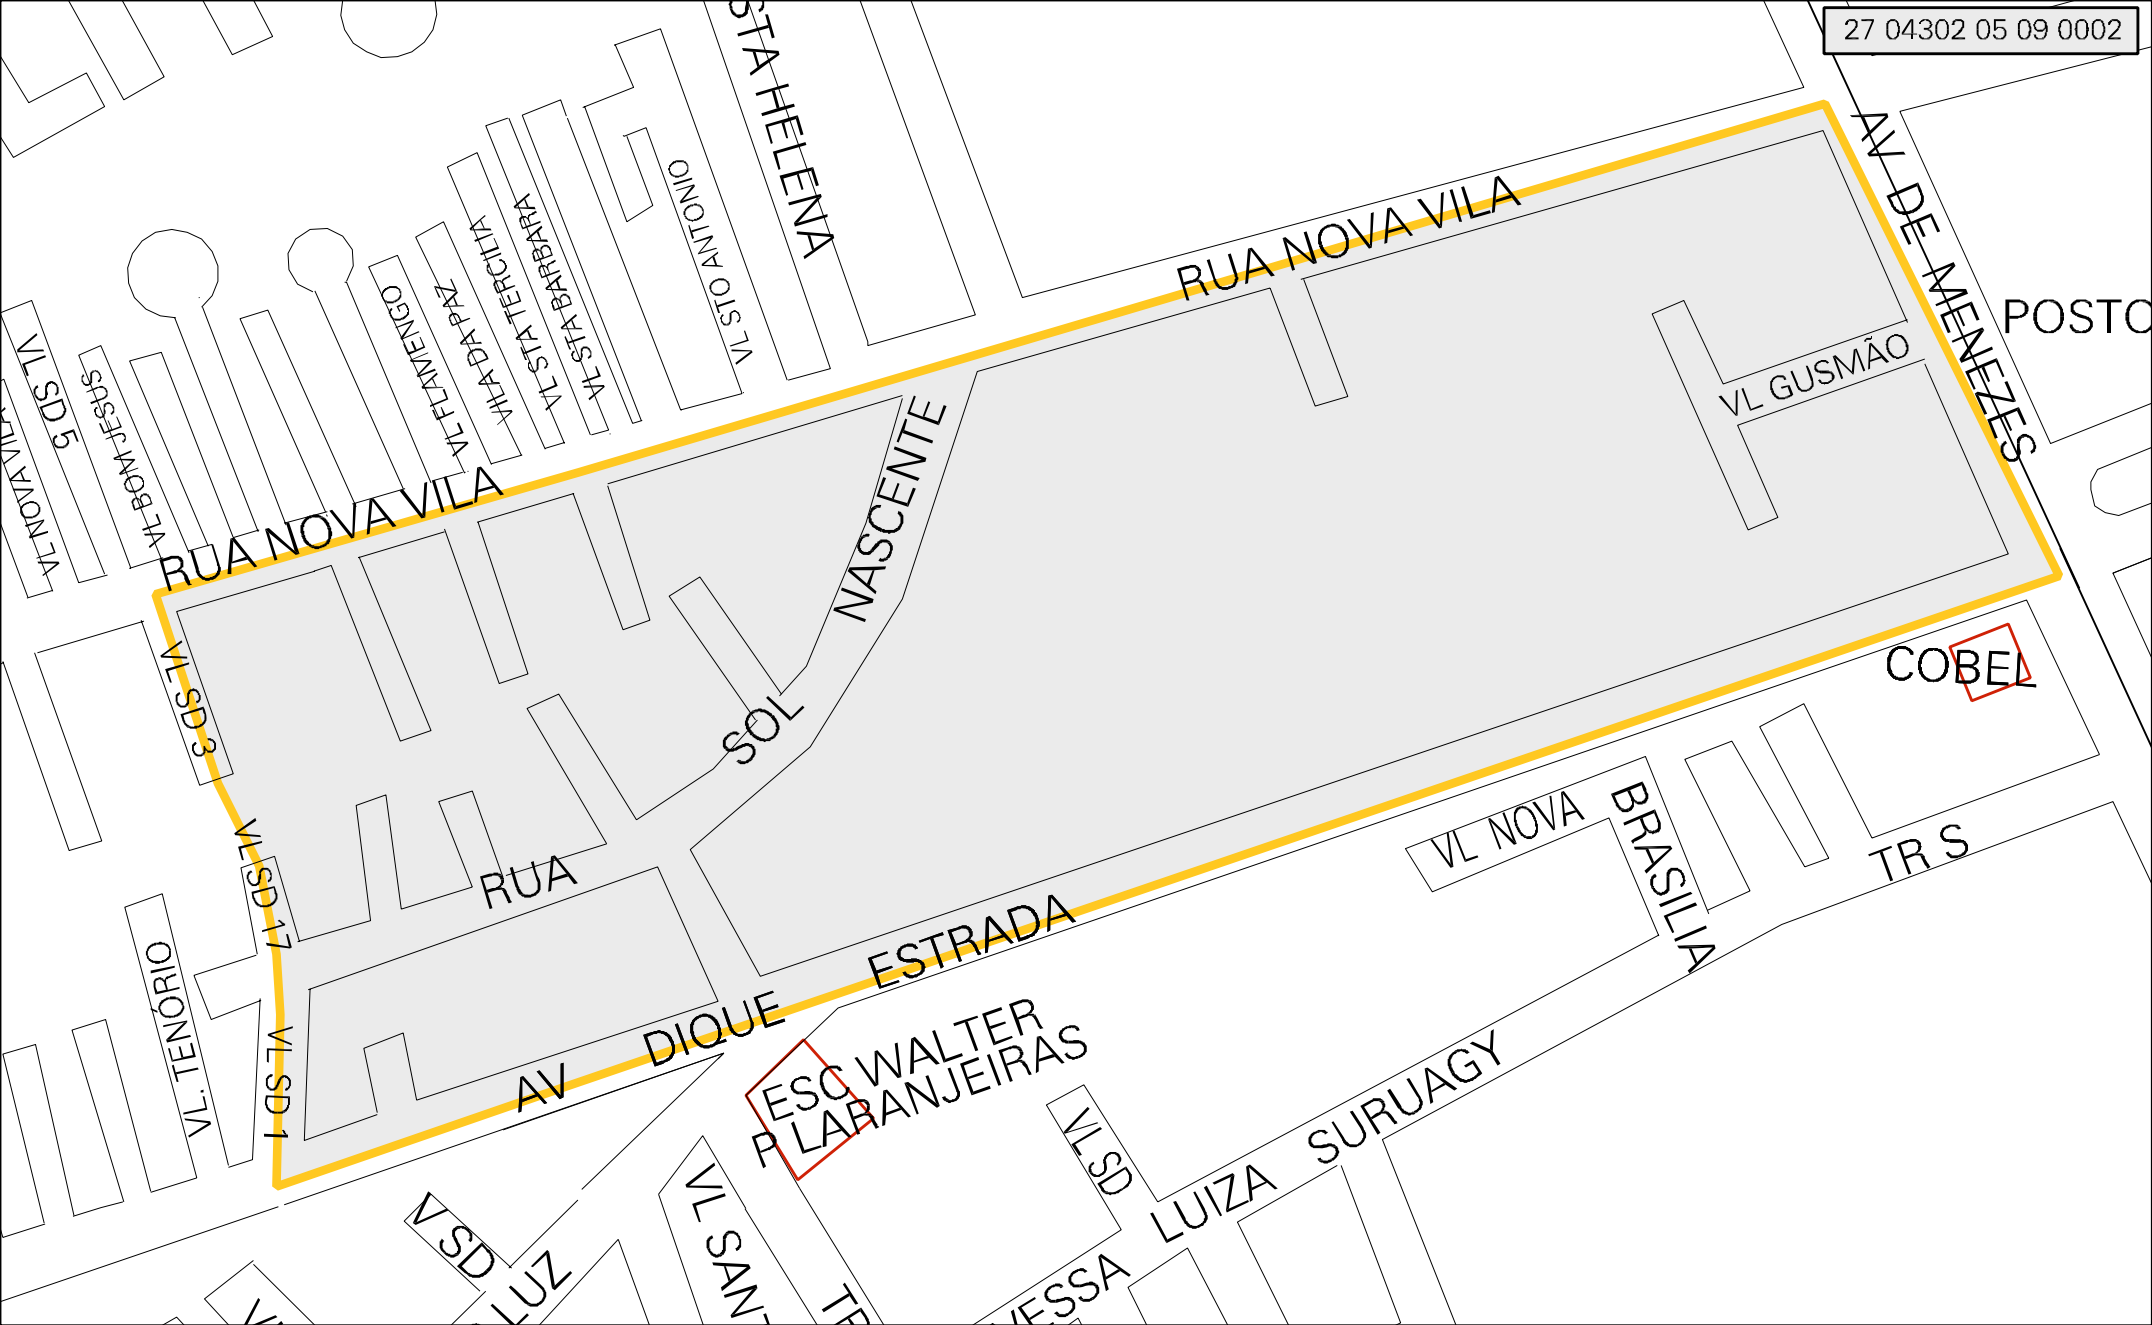 27 04302 05 09 0002
STA HELENA
AV DE MENEZES
VL STO ANTONIO
RUA NOVA VILA
VL STA BARBARA
VL STA TERCILIA
VILA DA PAZ
VL FLAMENGO
POSTO
VL SD 5
VL BOM JESUS
VL NOVA VILA
VL GUSMÃO
RUA NOVA VILA
NASCENTE
VL SD 3
SOL
COBEL
VILA SD 17
RUA
VL NOVA
BRASILIA
TR S
ESTRADA
VL. TENÓRIO
DIQUE
VL SD 1
AV
ESC WALTER
P LARANJEIRAS
VL SD
SURUAGY
LUIZA
V SD
LUZ
VL SAN
VESSA